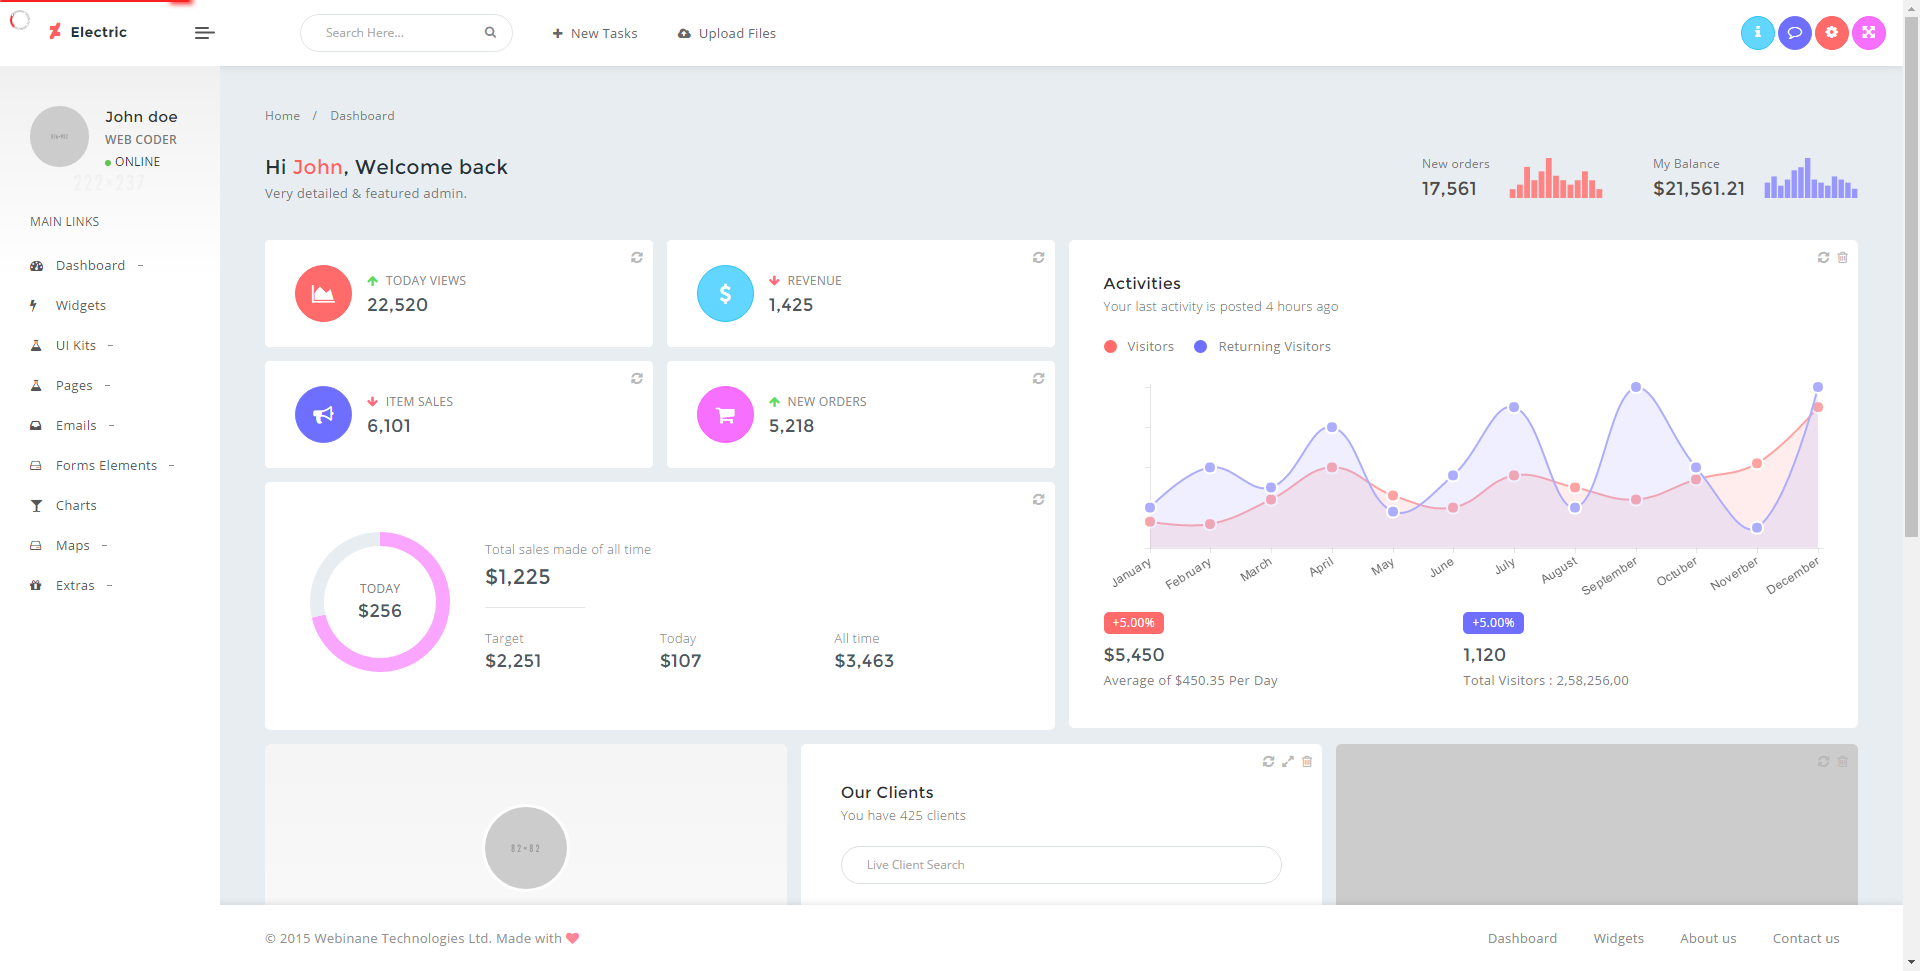 Electric
Search Here...
New Tasks
Upload Files
John doe
WEB CODER
ONLINE
222×237
MAIN LINKS
Dashboard
Widgets
UI Kits
Pages
Emails
Forms Elements
Charts
Maps
Extras
Home / Dashboard
Hi John, Welcome back
Very detailed & featured admin.
New orders
17,561
My Balance
$21,561.21
TODAY VIEWS
22,520
REVENUE
1,425
ITEM SALES
6,101
NEW ORDERS
5,218
TODAY
$256
Total sales made of all time
$1,225
Target
$2,251
Today
$107
All time
$3,463
Activities
Your last activity is posted 4 hours ago
Visitors
Returning Visitors
January
February
March
April
May
June
July
August
September
Octuber
Noverber
December
+5.00%
$5,450
Average of $450.35 Per Day
+5.00%
1,120
Total Visitors : 2,58,256,00
82×82
Our Clients
You have 425 clients
Live Client Search
© 2015 Webinane Technologies Ltd. Made with
Dashboard
Widgets
About us
Contact us